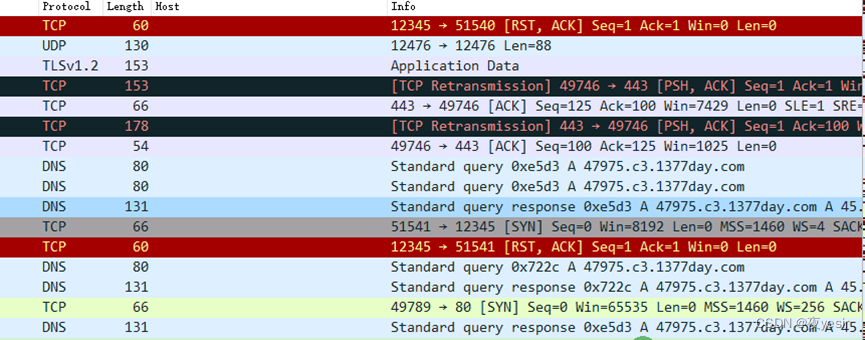 Protocol Length Host Info
TCP 60 12345 → 51540 [RST, ACK] Seq=1 Ack=1 Win=0 Len=0
UDP 130 12476 → 12476 Len=88
TLSv1.2 153 Application Data
TCP 153 [TCP Retransmission] 49746 → 443 [PSH, ACK] Seq=1 Ack=1 Win
TCP 66 443 → 49746 [ACK] Seq=125 Ack=100 Win=7429 Len=0 SLE=1 SRE=
TCP 178 [TCP Retransmission] 443 → 49746 [PSH, ACK] Seq=1 Ack=100 W
TCP 54 49746 → 443 [ACK] Seq=100 Ack=125 Win=1025 Len=0
DNS 80 Standard query 0xe5d3 A 47975.c3.1377day.com
DNS 80 Standard query 0xe5d3 A 47975.c3.1377day.com
DNS 131 Standard query response 0xe5d3 A 47975.c3.1377day.com A 45.
TCP 66 51541 → 12345 [SYN] Seq=0 Win=8192 Len=0 MSS=1460 WS=4 SACK
TCP 60 12345 → 51541 [RST, ACK] Seq=1 Ack=1 Win=0 Len=0
DNS 80 Standard query 0x722c A 47975.c3.1377day.com
DNS 131 Standard query response 0x722c A 47975.c3.1377day.com A 45.
TCP 66 49789 → 80 [SYN] Seq=0 Win=65535 Len=0 MSS=1460 WS=256 SACK
DNS 131 Standard query response 0xe5d3 A 47975.c3.1377day.com A 45.